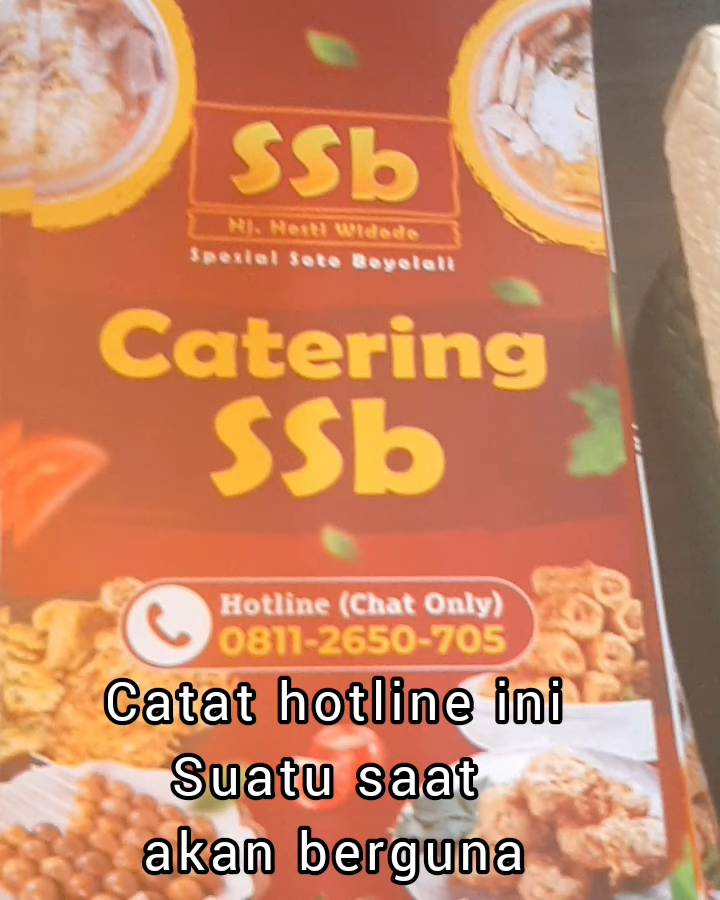 SSb
Hj. Hesti Widodo
Spesial Soto Boyolali
Catering
SSb
Hotline (Chat Only)
0811-2650-705
Catat hotline ini
Suatu saat
akan berguna